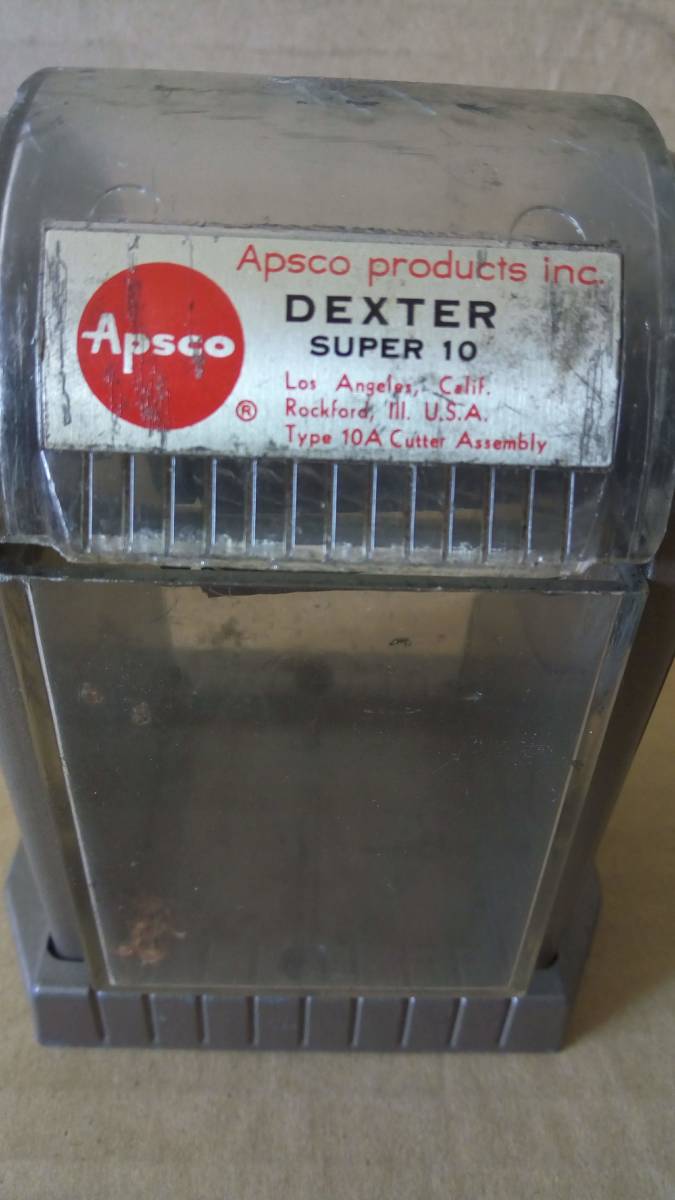 Apsco products inc.
Apsco
®
DEXTER
SUPER 10
Los Angeles, Calif.
Rockford, Ill. U.S.A.
Type 10A Cutter Assembly